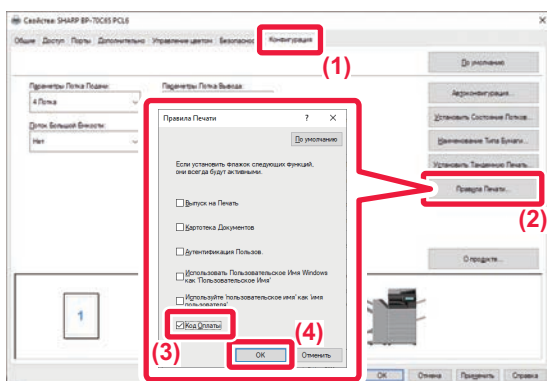 Свойства: SHARP BP-70C65 PCL6
Общие Доступ Порты Дополнительно Управление цветом Безопасность Конфигурация
(1)
По умолчанию
Параметры Лотка Подачи: Параметры Лотка Вывода:
4 Лотка
Автоконфигурация...
Установить Состояние Лотков...
Лоток Большой Емкости:
Нет
Наименование Типа Бумаги...
Установить Тандемную Печать...
Правила Печати...
(2)
Правила Печати ? ×
По умолчанию
Если установить флажок следующих функций,
они всегда будут активными.
Выпуск на Печать
Картотека Документов
Аутентификация Пользов.
Использовать Пользовательское Имя Windows
как 'Пользовательское Имя'
Используйте 'пользовательское имя' как 'имя
пользователя'
Код Оплаты
(3)
(4)
OK Отменить
О продукте...
1
OK Отмена Применить Справка